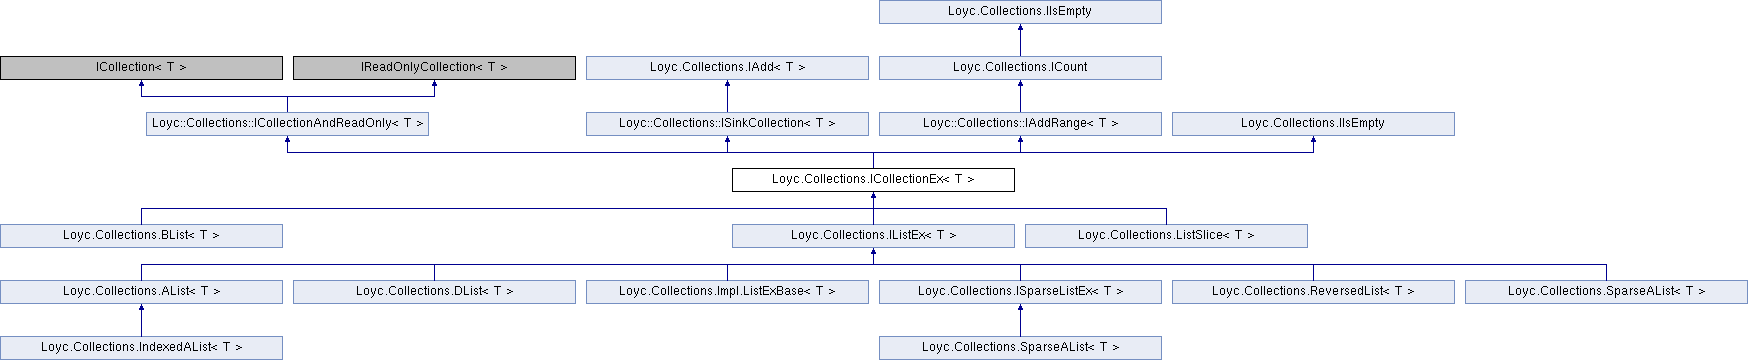 Loyc.Collections.IIsEmpty
ICollection< T >
IReadOnlyCollection< T >
Loyc.Collections.IAdd< T >
Loyc.Collections.ICount
Loyc::Collections::ICollectionAndReadOnly< T >
Loyc::Collections::ISinkCollection< T >
Loyc::Collections::IAddRange< T >
Loyc.Collections.IIsEmpty
Loyc.Collections.ICollectionEx< T >
Loyc.Collections.BList< T >
Loyc.Collections.IListEx< T >
Loyc.Collections.ListSlice< T >
Loyc.Collections.AList< T >
Loyc.Collections.DList< T >
Loyc.Collections.Impl.ListExBase< T >
Loyc.Collections.ISparseListEx< T >
Loyc.Collections.ReversedList< T >
Loyc.Collections.SparseAList< T >
Loyc.Collections.IndexedAList< T >
Loyc.Collections.SparseAList< T >